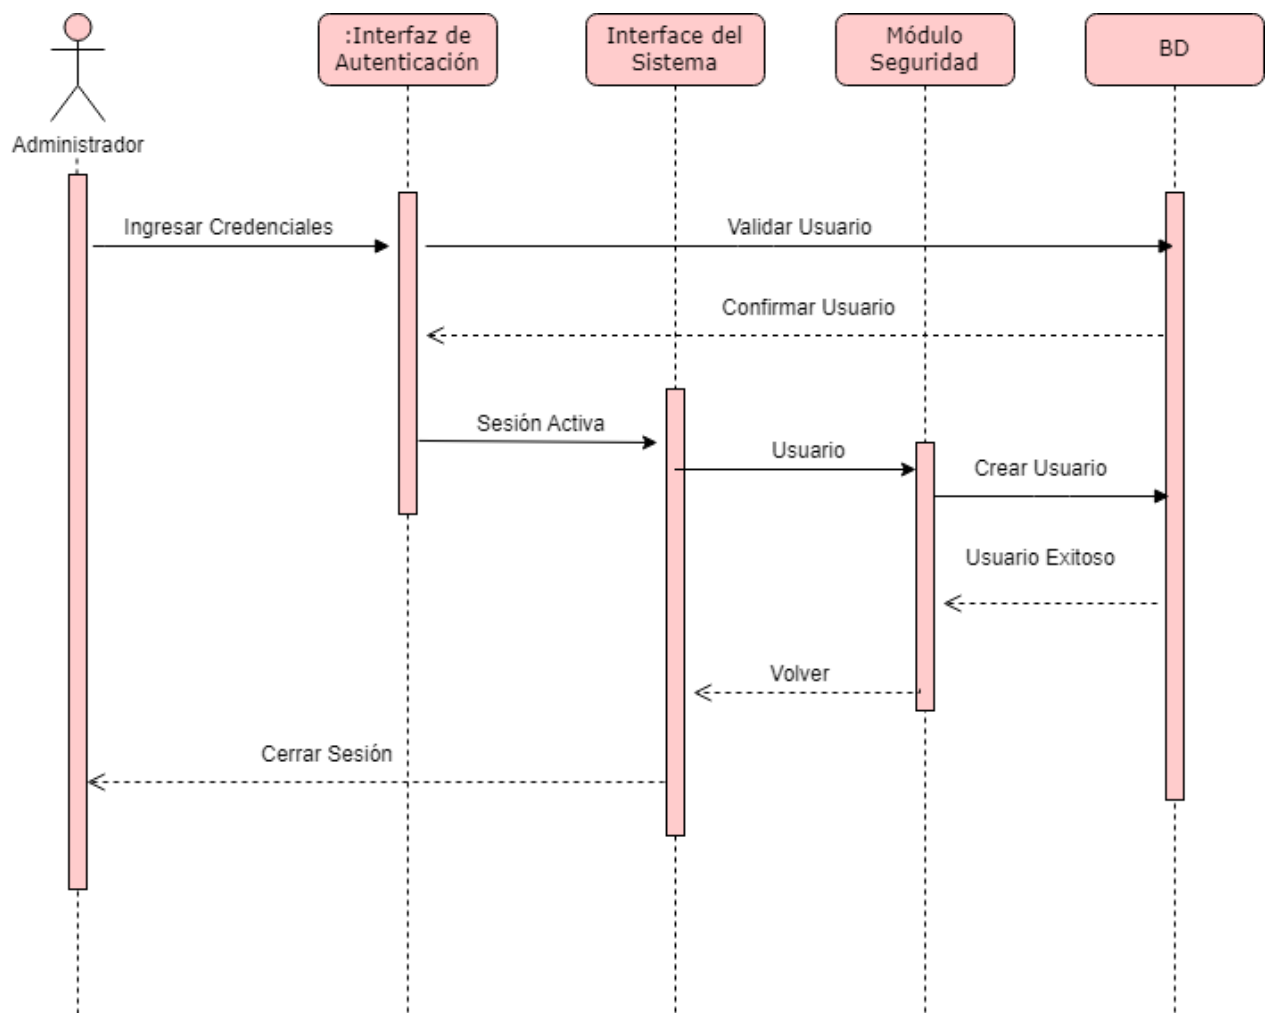 :Interfaz de
Autenticación
Interface del
Sistema
Módulo
Seguridad
BD
Administrador
Ingresar Credenciales
Validar Usuario
Confirmar Usuario
Sesión Activa
Usuario
Crear Usuario
Usuario Exitoso
Volver
Cerrar Sesión